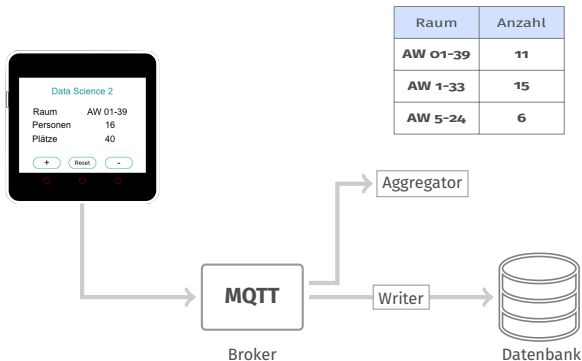 Raum Anzahl
AW 01-39 11
AW 1-33 15
AW 5-24 6
Data Science 2
Raum AW 01-39
Personen 16
Plätze 40
+ Reset -
Aggregator
MQTT
Writer
Broker
Datenbank